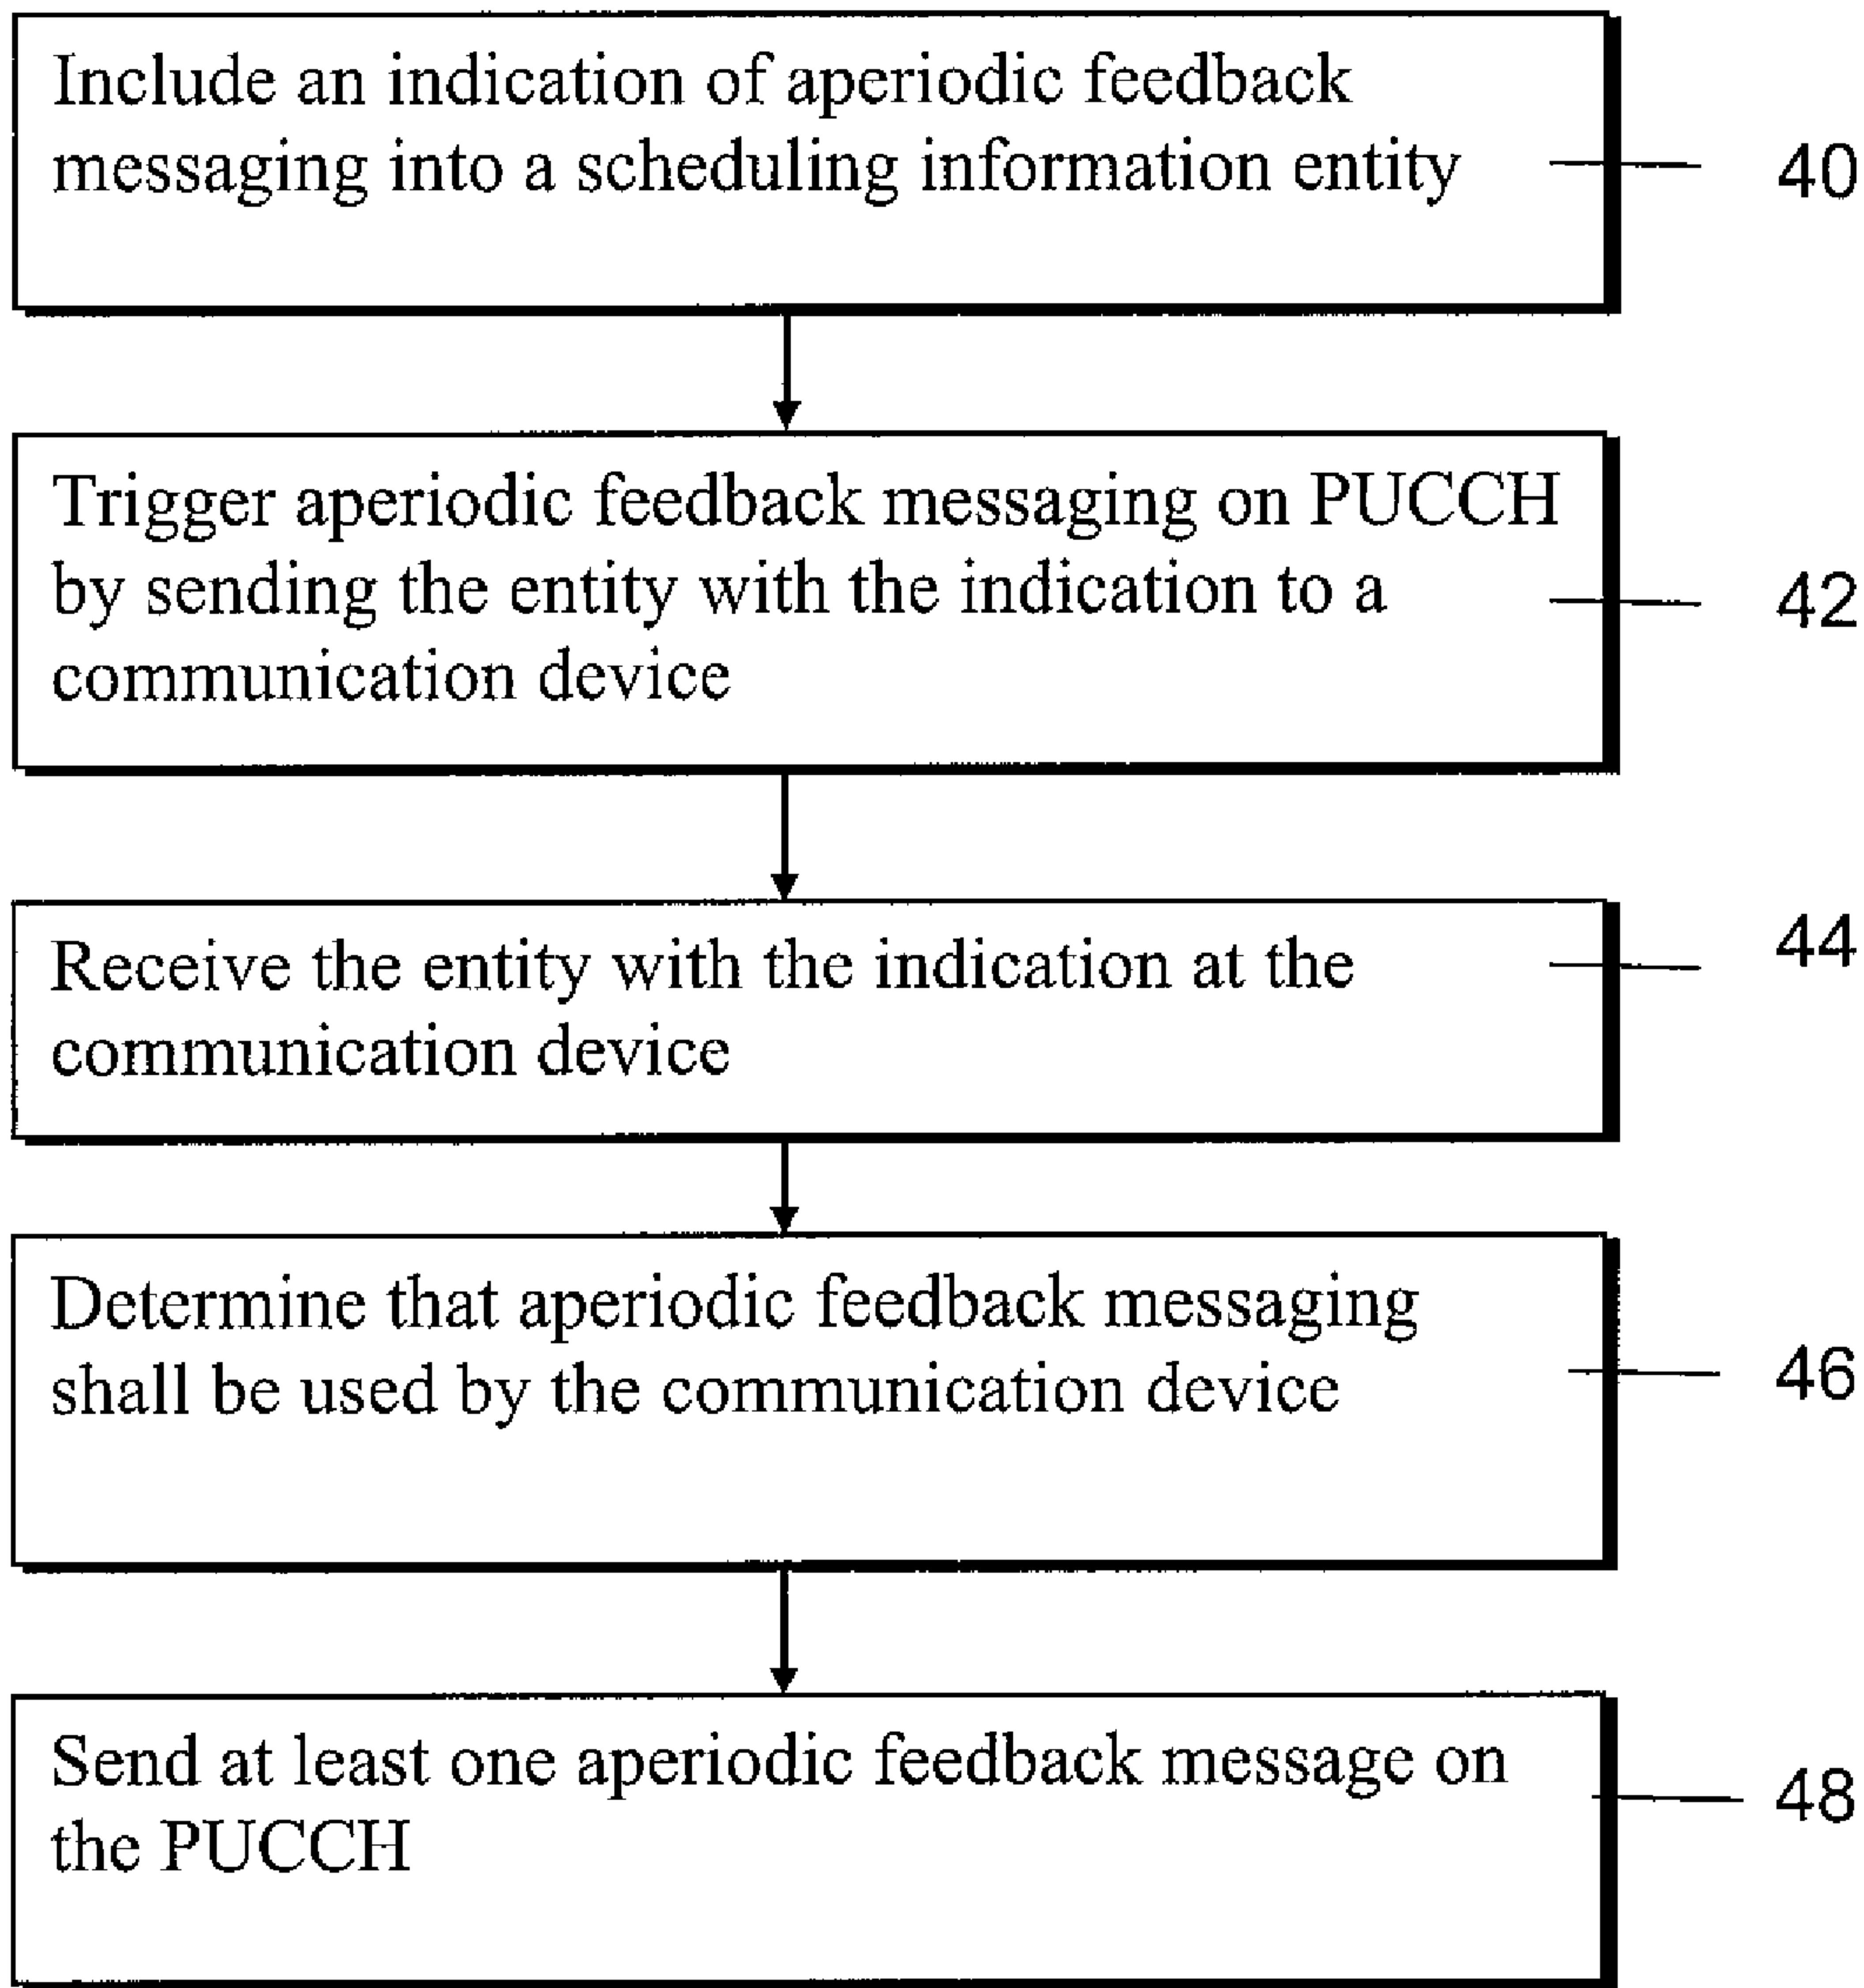 Include an indication of aperiodic feedback
messaging into a scheduling information entity
40
Trigger aperiodic feedback messaging on PUCCH
by sending the entity with the indication to a
communication device
42
Receive the entity with the indication at the
communication device
44
Determine that aperiodic feedback messaging
shall be used by the communication device
46
Send at least one aperiodic feedback message on
the PUCCH
48